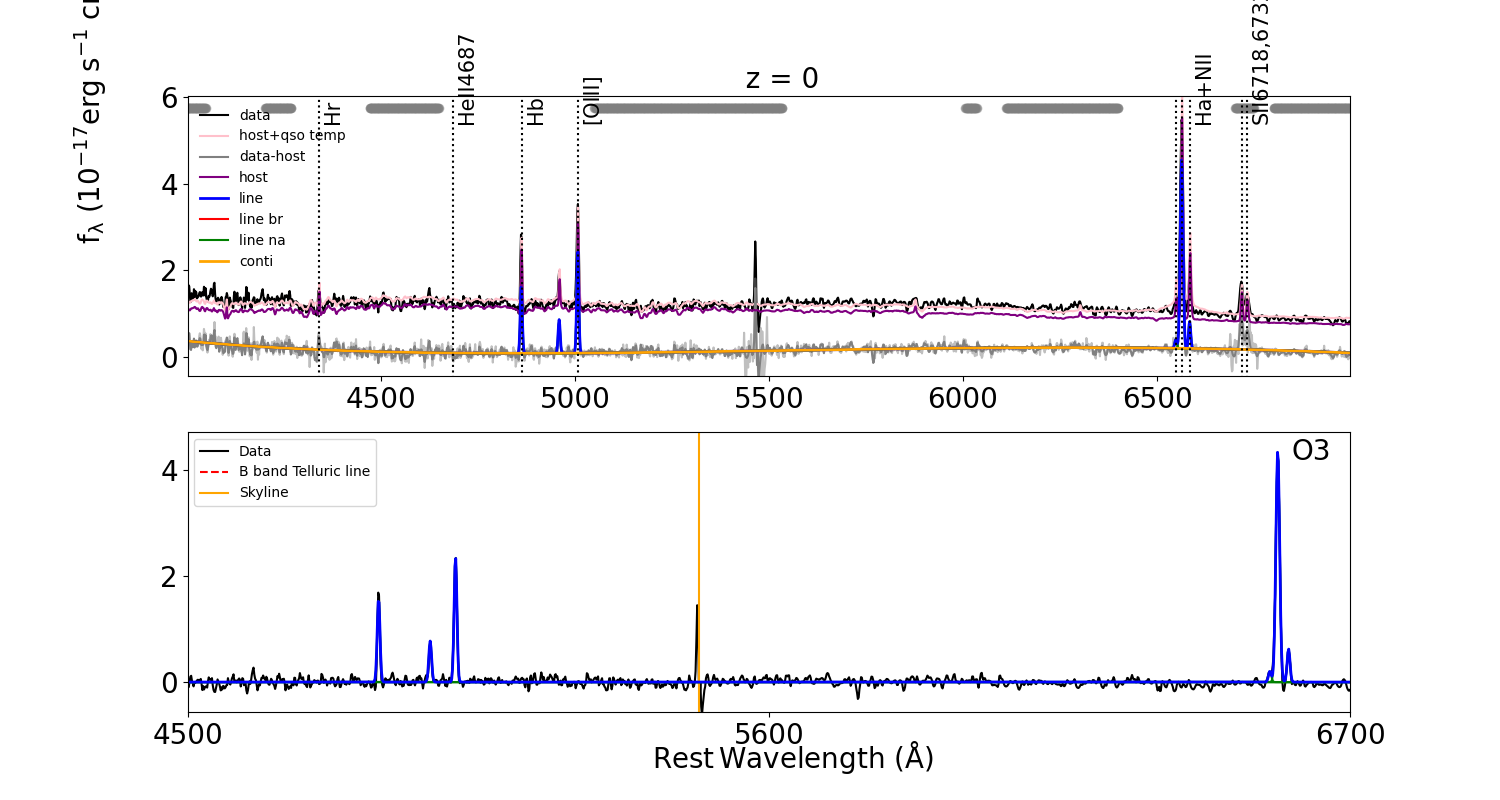 z = 0
f_λ (10^−17 erg s^−1
Hr
HeII4687
Hb
[OIII]
Ha+NII
SII6718,673
data
host+qso temp
data-host
host
line
line br
line na
conti
6
4
2
0
4500
5000
5500
6000
6500
Data
B band Telluric line
Skyline
O3
4
2
0
4500
5600
6700
Rest Wavelength (Å)